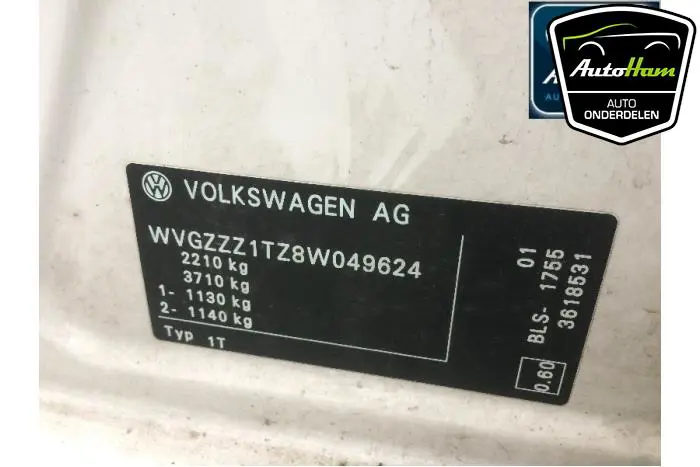 AutoHam
AUTO
ONDERDELEN
VOLKSWAGEN AG
WVGZZZ1TZ8W049624
2210 kg
3710 kg
1- 1130 kg
2- 1140 kg
Typ 1T
01
BLS- 1755
3618531
0.60